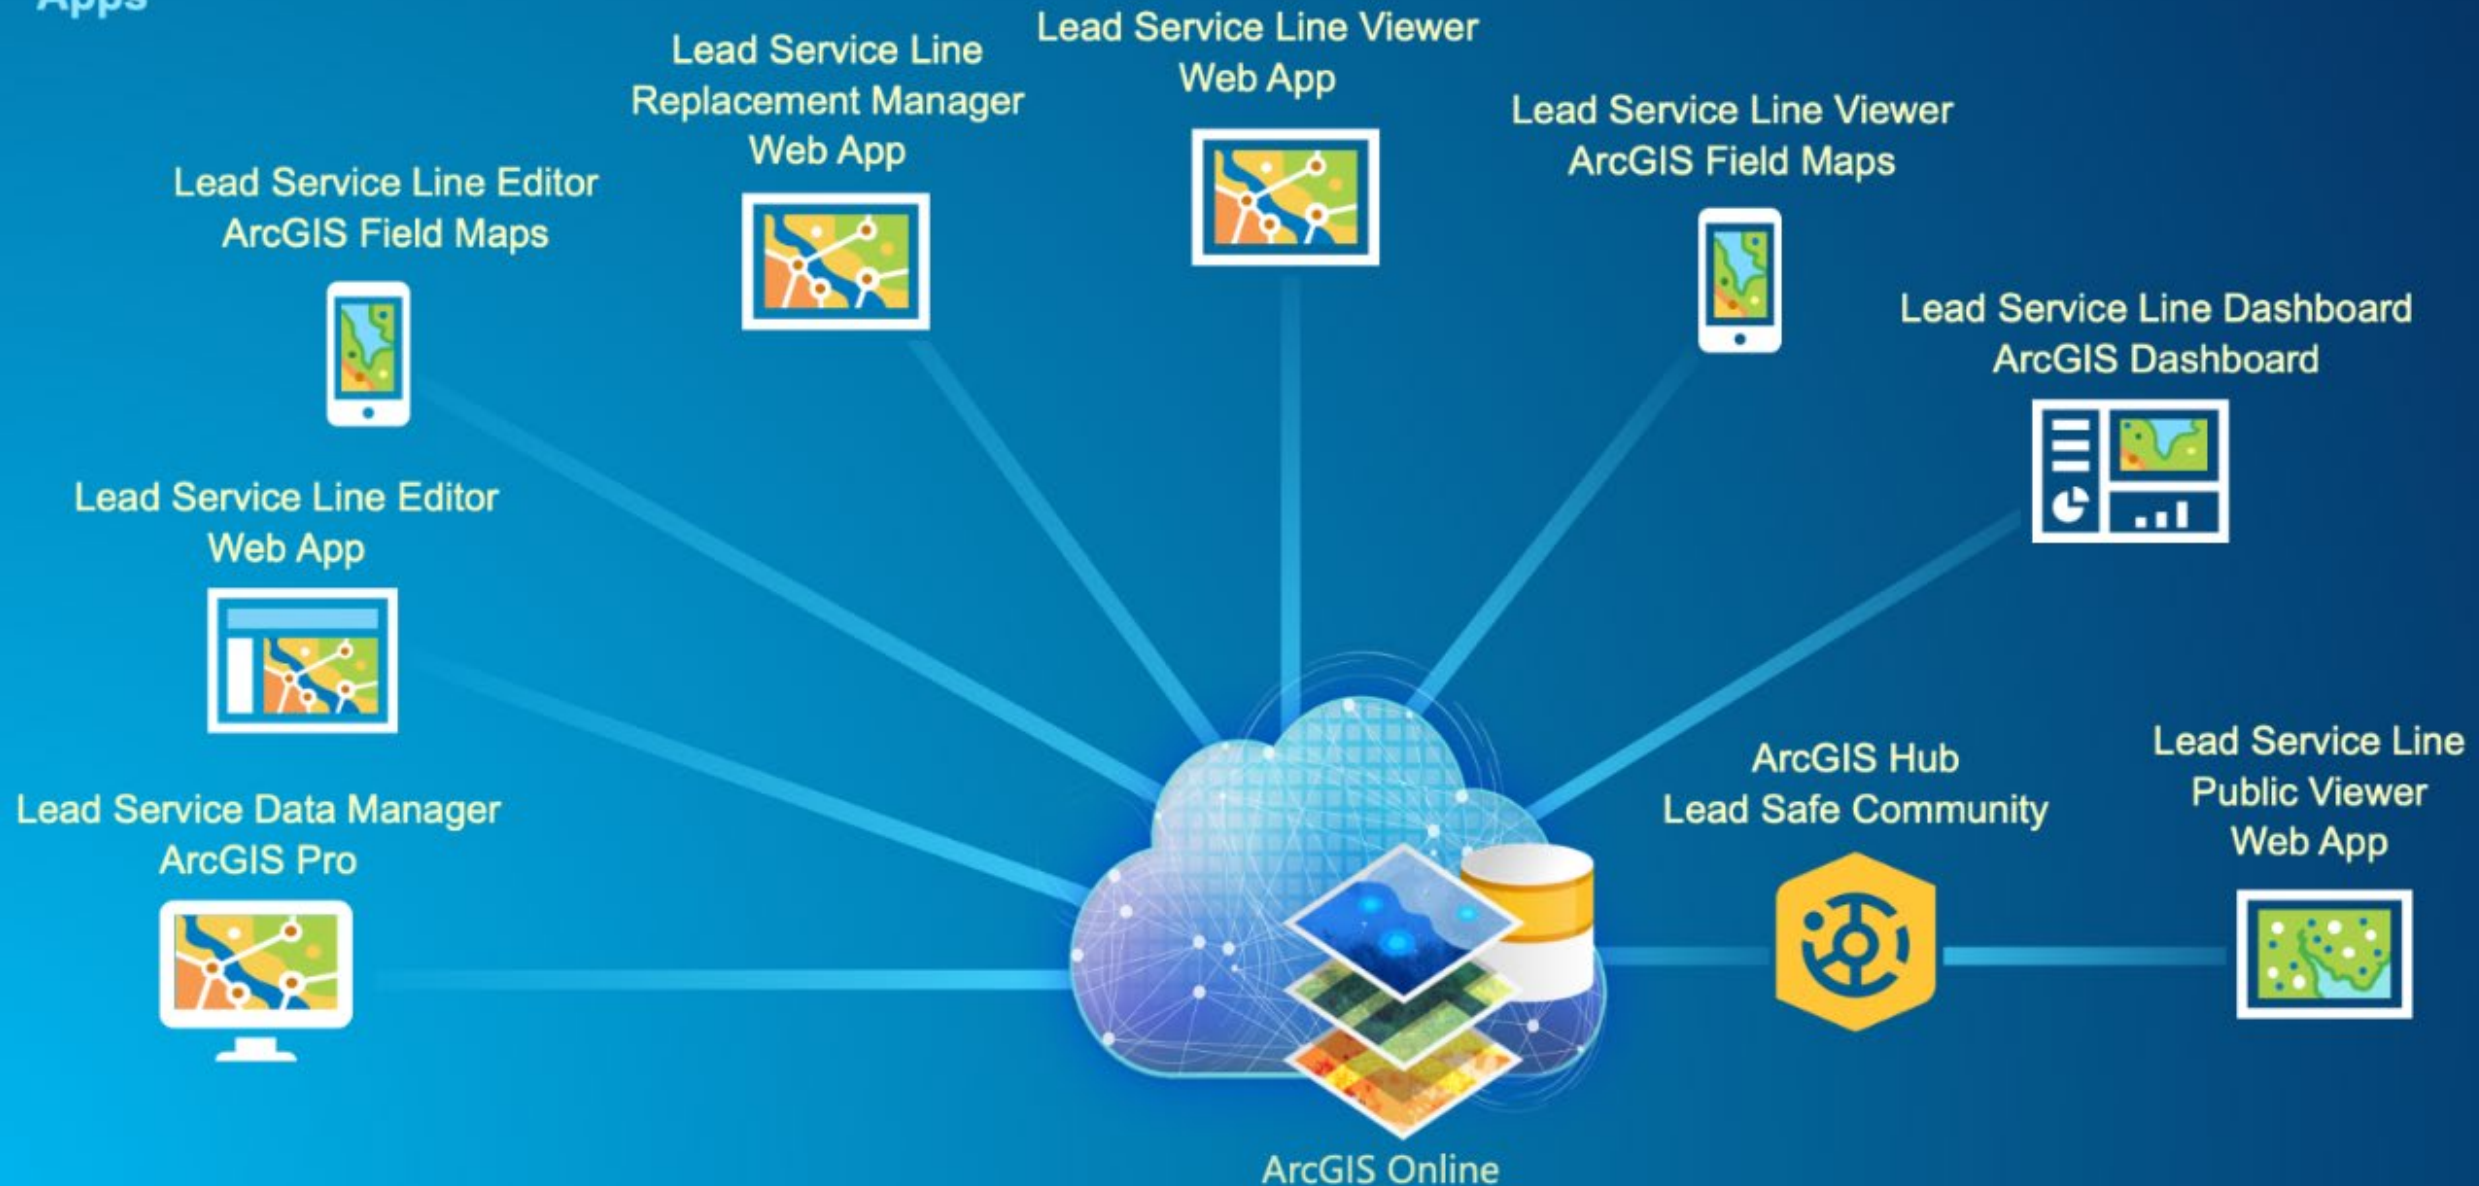 Apps
Lead Service Line Viewer
Web App
Lead Service Line
Replacement Manager
Web App
Lead Service Line Viewer
ArcGIS Field Maps
Lead Service Line Editor
ArcGIS Field Maps
Lead Service Line Dashboard
ArcGIS Dashboard
Lead Service Line Editor
Web App
Lead Service Data Manager
ArcGIS Pro
ArcGIS Hub
Lead Safe Community
Lead Service Line
Public Viewer
Web App
ArcGIS Online